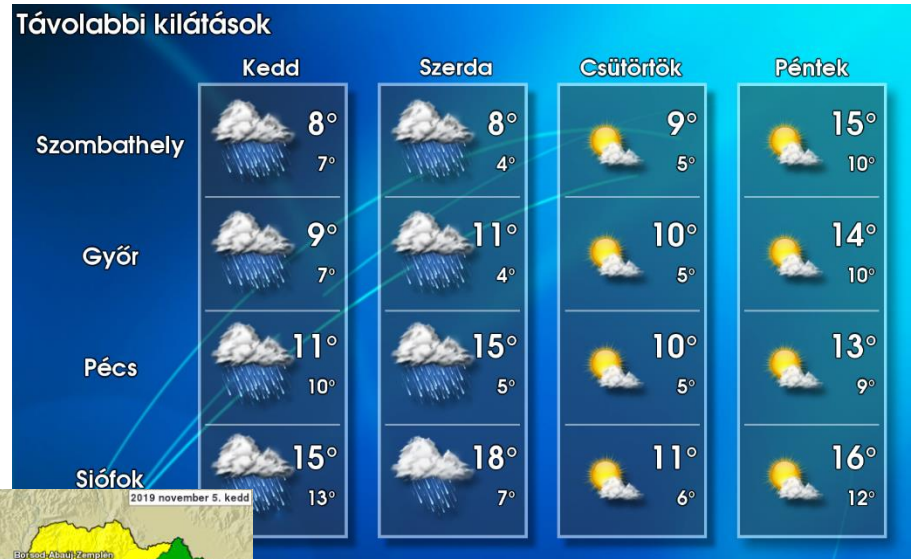 Távolabbi kilátások
Kedd Szerda Csütörtök Péntek
Szombathely 8° 8° 9° 15°
7° 4° 5° 10°
Győr 9° 11° 10° 14°
7° 4° 5° 10°
Pécs 11° 15° 10° 13°
10° 5° 5° 9°
Siófok 15° 18° 11° 16°
13° 7° 6° 12°
2019 november 5. kedd
Borsod-Abaúj-Zemplén